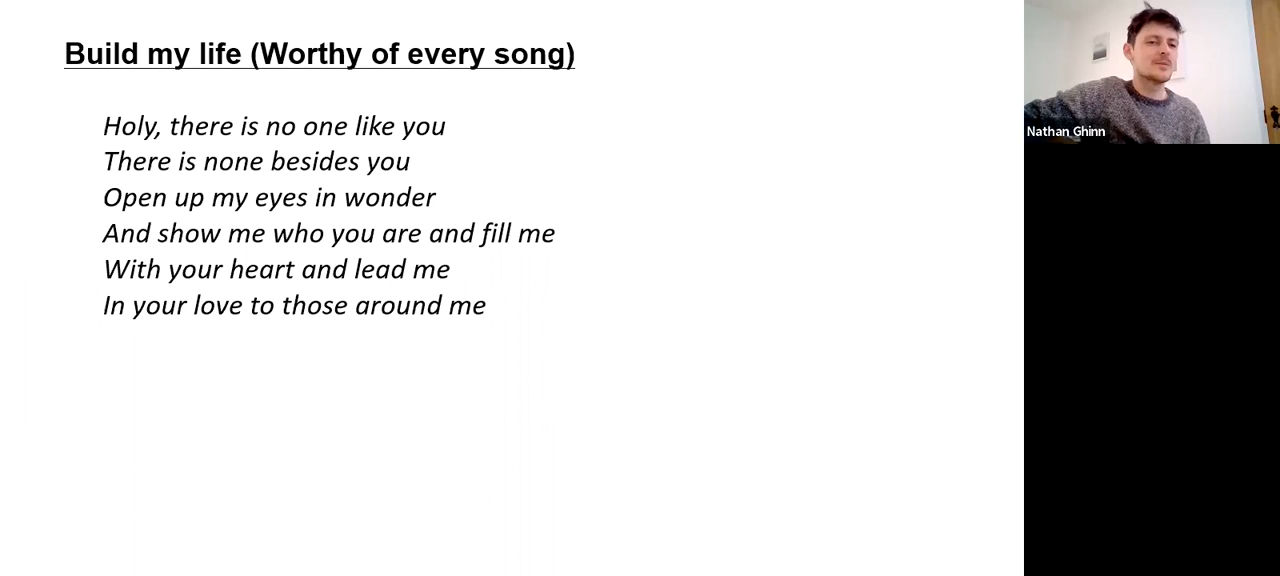 Build my life (Worthy of every song)
Holy, there is no one like you
There is none besides you
Open up my eyes in wonder
And show me who you are and fill me
With your heart and lead me
In your love to those around me
Nathan Ghinn